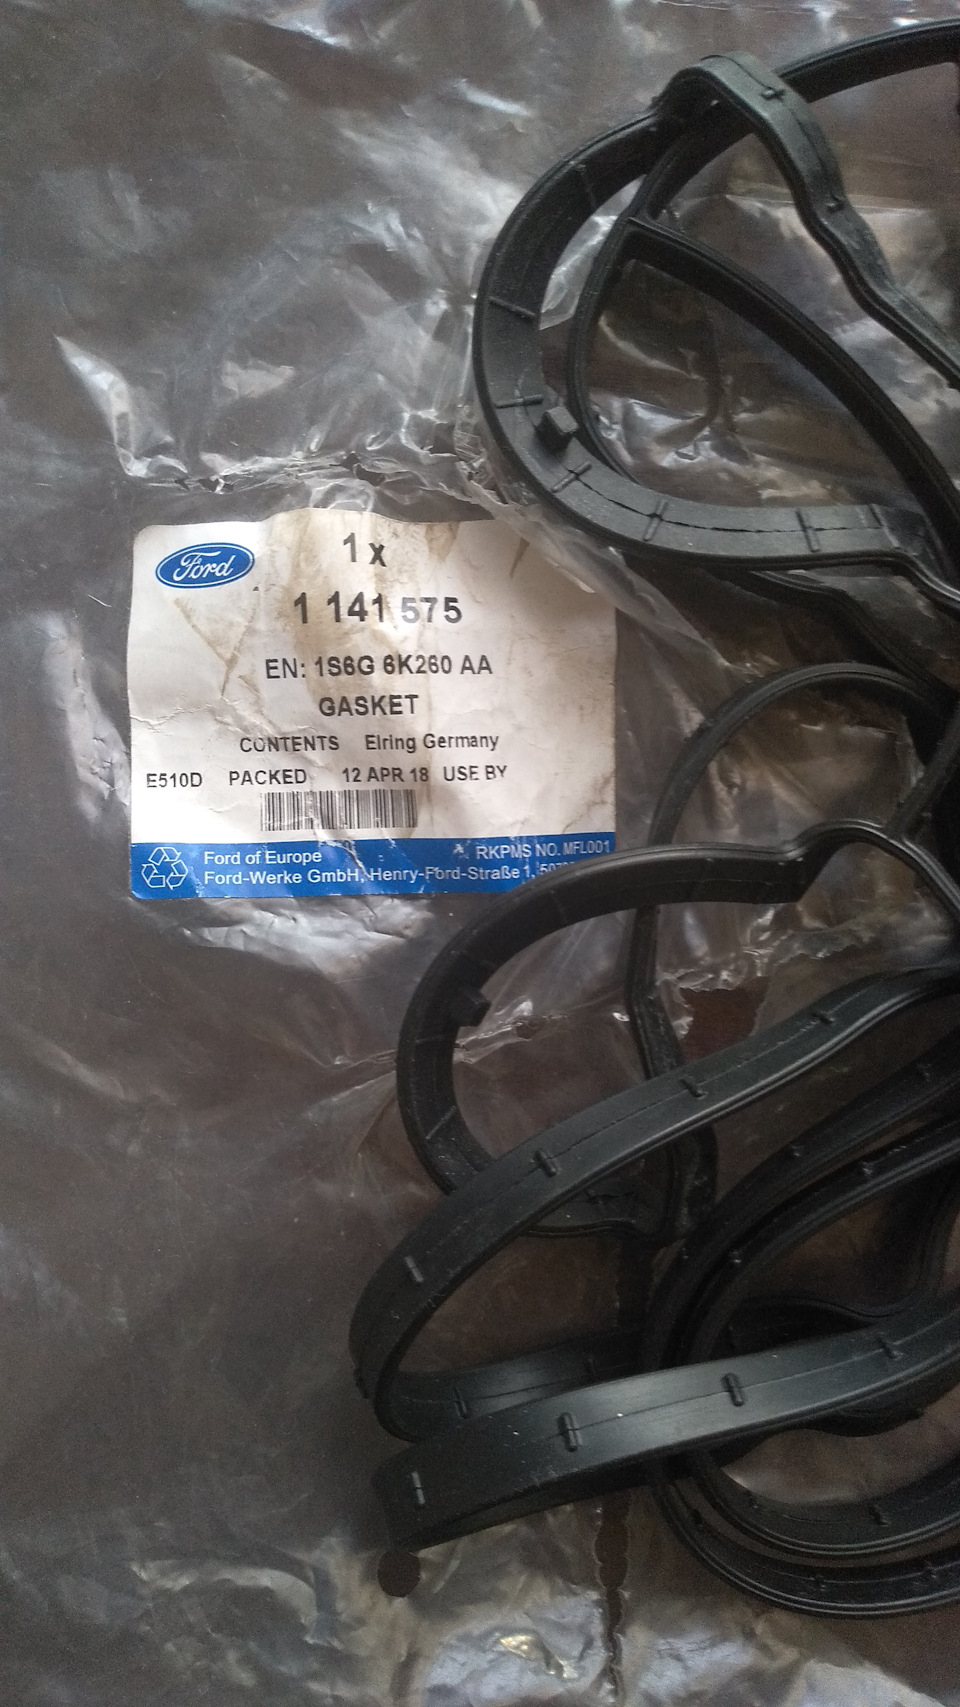 Ford
1 x
1 141 575
EN: 1S6G 6K260 AA
GASKET
CONTENTS Elring Germany
E510D PACKED 12 APR 18 USE BY
Ford of Europe RKPMS NO. MFL001
Ford-Werke GmbH, Henry-Ford-Straße 1,